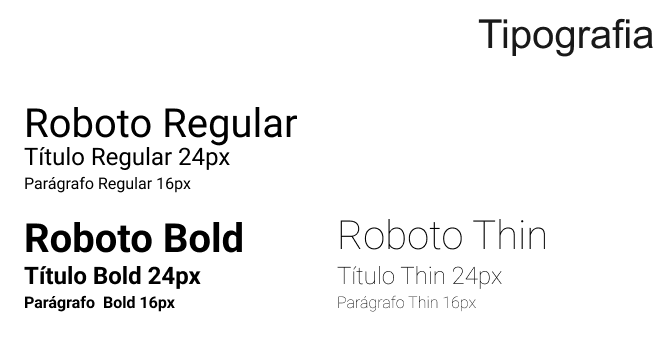 Tipografia
Roboto Regular
Título Regular 24px
Parágrafo Regular 16px
Roboto Bold
Título Bold 24px
Parágrafo  Bold 16px
Roboto Thin
Título Thin 24px
Parágrafo Thin 16px